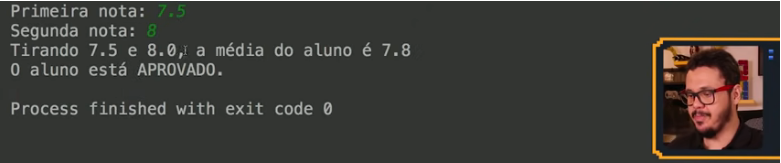 Primeira nota: 7.5
Segunda nota: 8
Tirando 7.5 e 8.0, a média do aluno é 7.8
O aluno está APROVADO.
Process finished with exit code 0